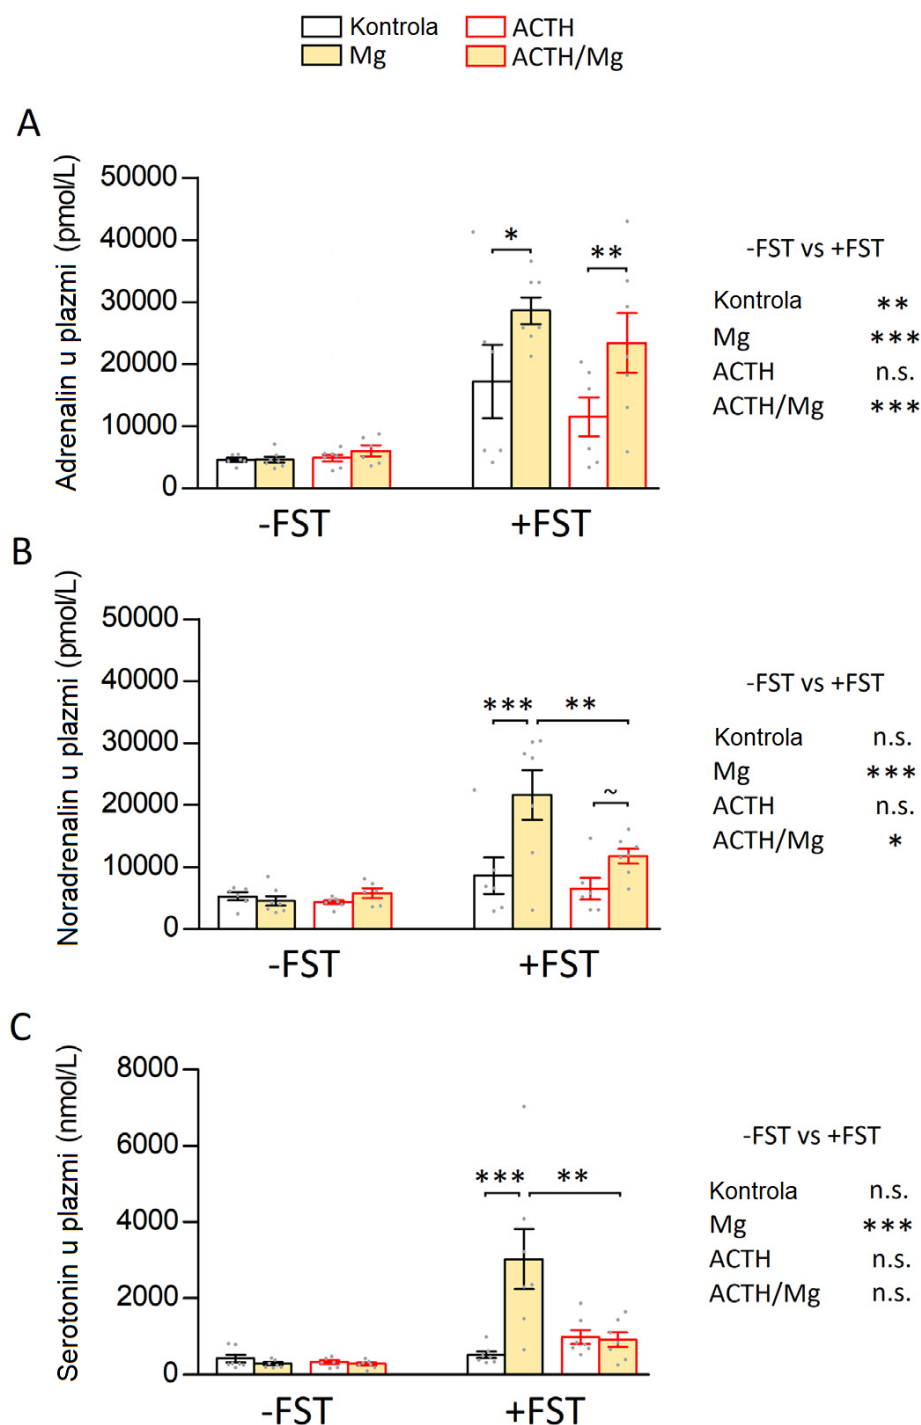 Kontrola ACTH
Mg ACTH/Mg
A
Adrenalin u plazmi (pmol/L)
50000
40000
30000
20000
10000
0
* **
-FST +FST
-FST vs +FST
Kontrola **
Mg ***
ACTH n.s.
ACTH/Mg ***
B
Noradrenalin u plazmi (pmol/L)
50000
40000
30000
20000
10000
0
*** **
~
-FST +FST
-FST vs +FST
Kontrola n.s.
Mg ***
ACTH n.s.
ACTH/Mg *
C
Serotonin u plazmi (nmol/L)
8000
6000
4000
2000
0
*** **
-FST +FST
-FST vs +FST
Kontrola n.s.
Mg ***
ACTH n.s.
ACTH/Mg n.s.